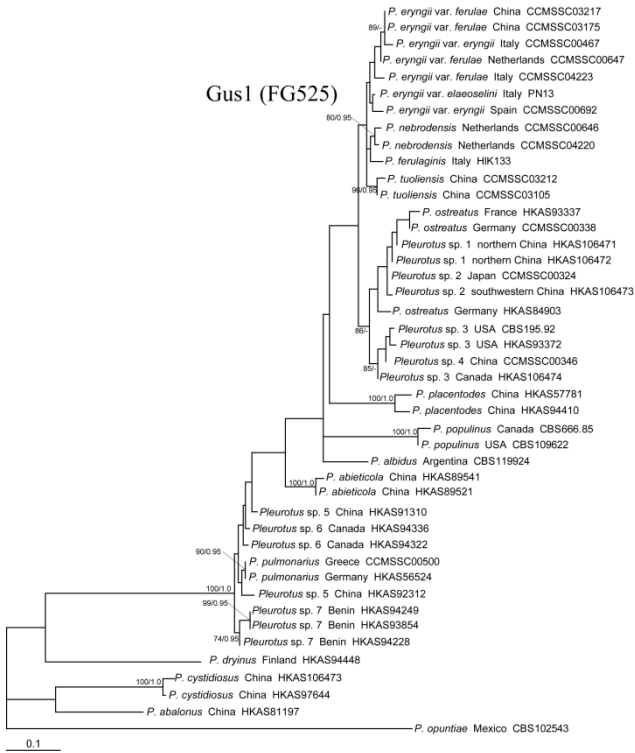 P. eryngii var. ferulae China CCMSSC03217
89/-
P. eryngii var. ferulae China CCMSSC03175
P. eryngii var. eryngii Italy CCMSSC00467
P. eryngii var. ferulae Netherlands CCMSSC00647
P. eryngii var. ferulae Italy CCMSSC04223
Gus1 (FG525)
P. eryngii var. elaeoselini Italy PN13
P. eryngii var. eryngii Spain CCMSSC00692
80/0.95
P. nebrodensis Netherlands CCMSSC00646
P. nebrodensis Netherlands CCMSSC04220
P. ferulaginis Italy HIK133
P. tuoliensis China CCMSSC03212
96/0.95
P. tuoliensis China CCMSSC03105
P. ostreatus France HKAS93337
P. ostreatus Germany CCMSSC00338
Pleurotus sp. 1 northern China HKAS106471
Pleurotus sp. 1 northern China HKAS106472
Pleurotus sp. 2 Japan CCMSSC00324
Pleurotus sp. 2 southwestern China HKAS106473
P. ostreatus Germany HKAS84903
86/-
Pleurotus sp. 3 USA CBS195.92
Pleurotus sp. 3 USA HKAS93372
Pleurotus sp. 4 China CCMSSC00346
85/-
Pleurotus sp. 3 Canada HKAS106474
100/1.0
P. placentodes China HKAS57781
P. placentodes China HKAS94410
100/1.0
P. populinus Canada CBS666.85
P. populinus USA CBS109622
P. albidus Argentina CBS119924
100/1.0
P. abieticola China HKAS89541
P. abieticola China HKAS89521
Pleurotus sp. 5 China HKAS91310
Pleurotus sp. 6 Canada HKAS94336
Pleurotus sp. 6 Canada HKAS94322
90/0.95
P. pulmonarius Greece CCMSSC00500
P. pulmonarius Germany HKAS56524
100/1.0
Pleurotus sp. 5 China HKAS92312
99/0.95
Pleurotus sp. 7 Benin HKAS94249
Pleurotus sp. 7 Benin HKAS93854
74/0.95
Pleurotus sp. 7 Benin HKAS94228
P. dryinus Finland HKAS94448
100/1.0
P. cystidiosus China HKAS106473
P. cystidiosus China HKAS97644
P. abalonus China HKAS81197
P. opuntiae Mexico CBS102543
0.1